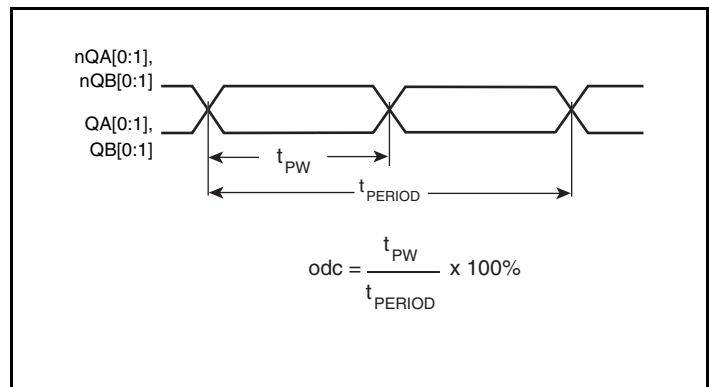 nQA[0:1],
nQB[0:1]
QA[0:1],
QB[0:1]
tPW
tPERIOD
odc = tPW / tPERIOD x 100%